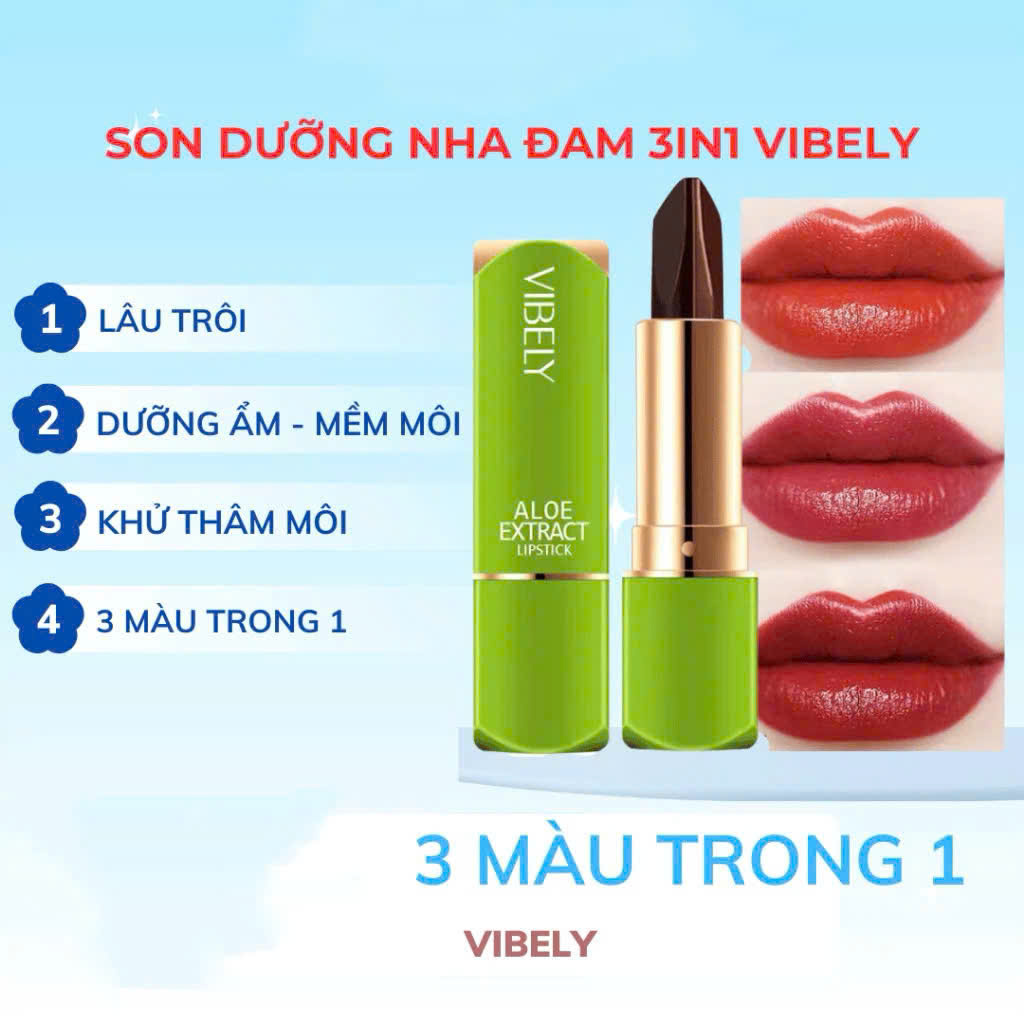 SON DƯỠNG NHA ĐAM 3IN1 VIBELY
1 LÂU TRÔI
2 DƯỠNG ẨM - MỀM MÔI
3 KHỬ THÂM MÔI
4 3 MÀU TRONG 1
VIBELY
ALOE
EXTRACT
LIPSTICK
3 MÀU TRONG 1
VIBELY